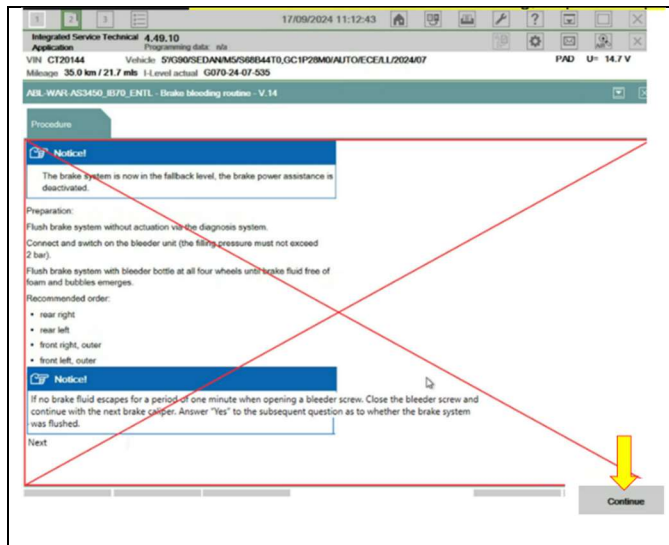 1 2 3 17/09/2024 11:12:43 ?
Integrated Service Technical Application 4.49.10
Programming data: n/a
VIN CT20144 Vehicle 5'/G90/SEDAN/M5/S68B44T0,GC1P28M0/AUTO/ECE/LL/2024/07 PAD U= 14.7 V
Mileage 35.0 km / 21.7 mls I-Level actual G070-24-07-535
ABL-WAR-AS3450_IB70_ENTL - Brake bleeding routine - V.14
Procedure
Notice!
The brake system is now in the fallback level, the brake power assistance is
deactivated.
Preparation:
Flush brake system without actuation via the diagnosis system.
Connect and switch on the bleeder unit (the filling pressure must not exceed
2 bar).
Flush brake system with bleeder bottle at all four wheels until brake fluid free of
foam and bubbles emerges.
Recommended order:
• rear right
• rear left
• front right, outer
• front left, outer
Notice!
If no brake fluid escapes for a period of one minute when opening a bleeder screw. Close the bleeder screw and
continue with the next brake caliper. Answer "Yes" to the subsequent question as to whether the brake system
was flushed.
Next
Continue